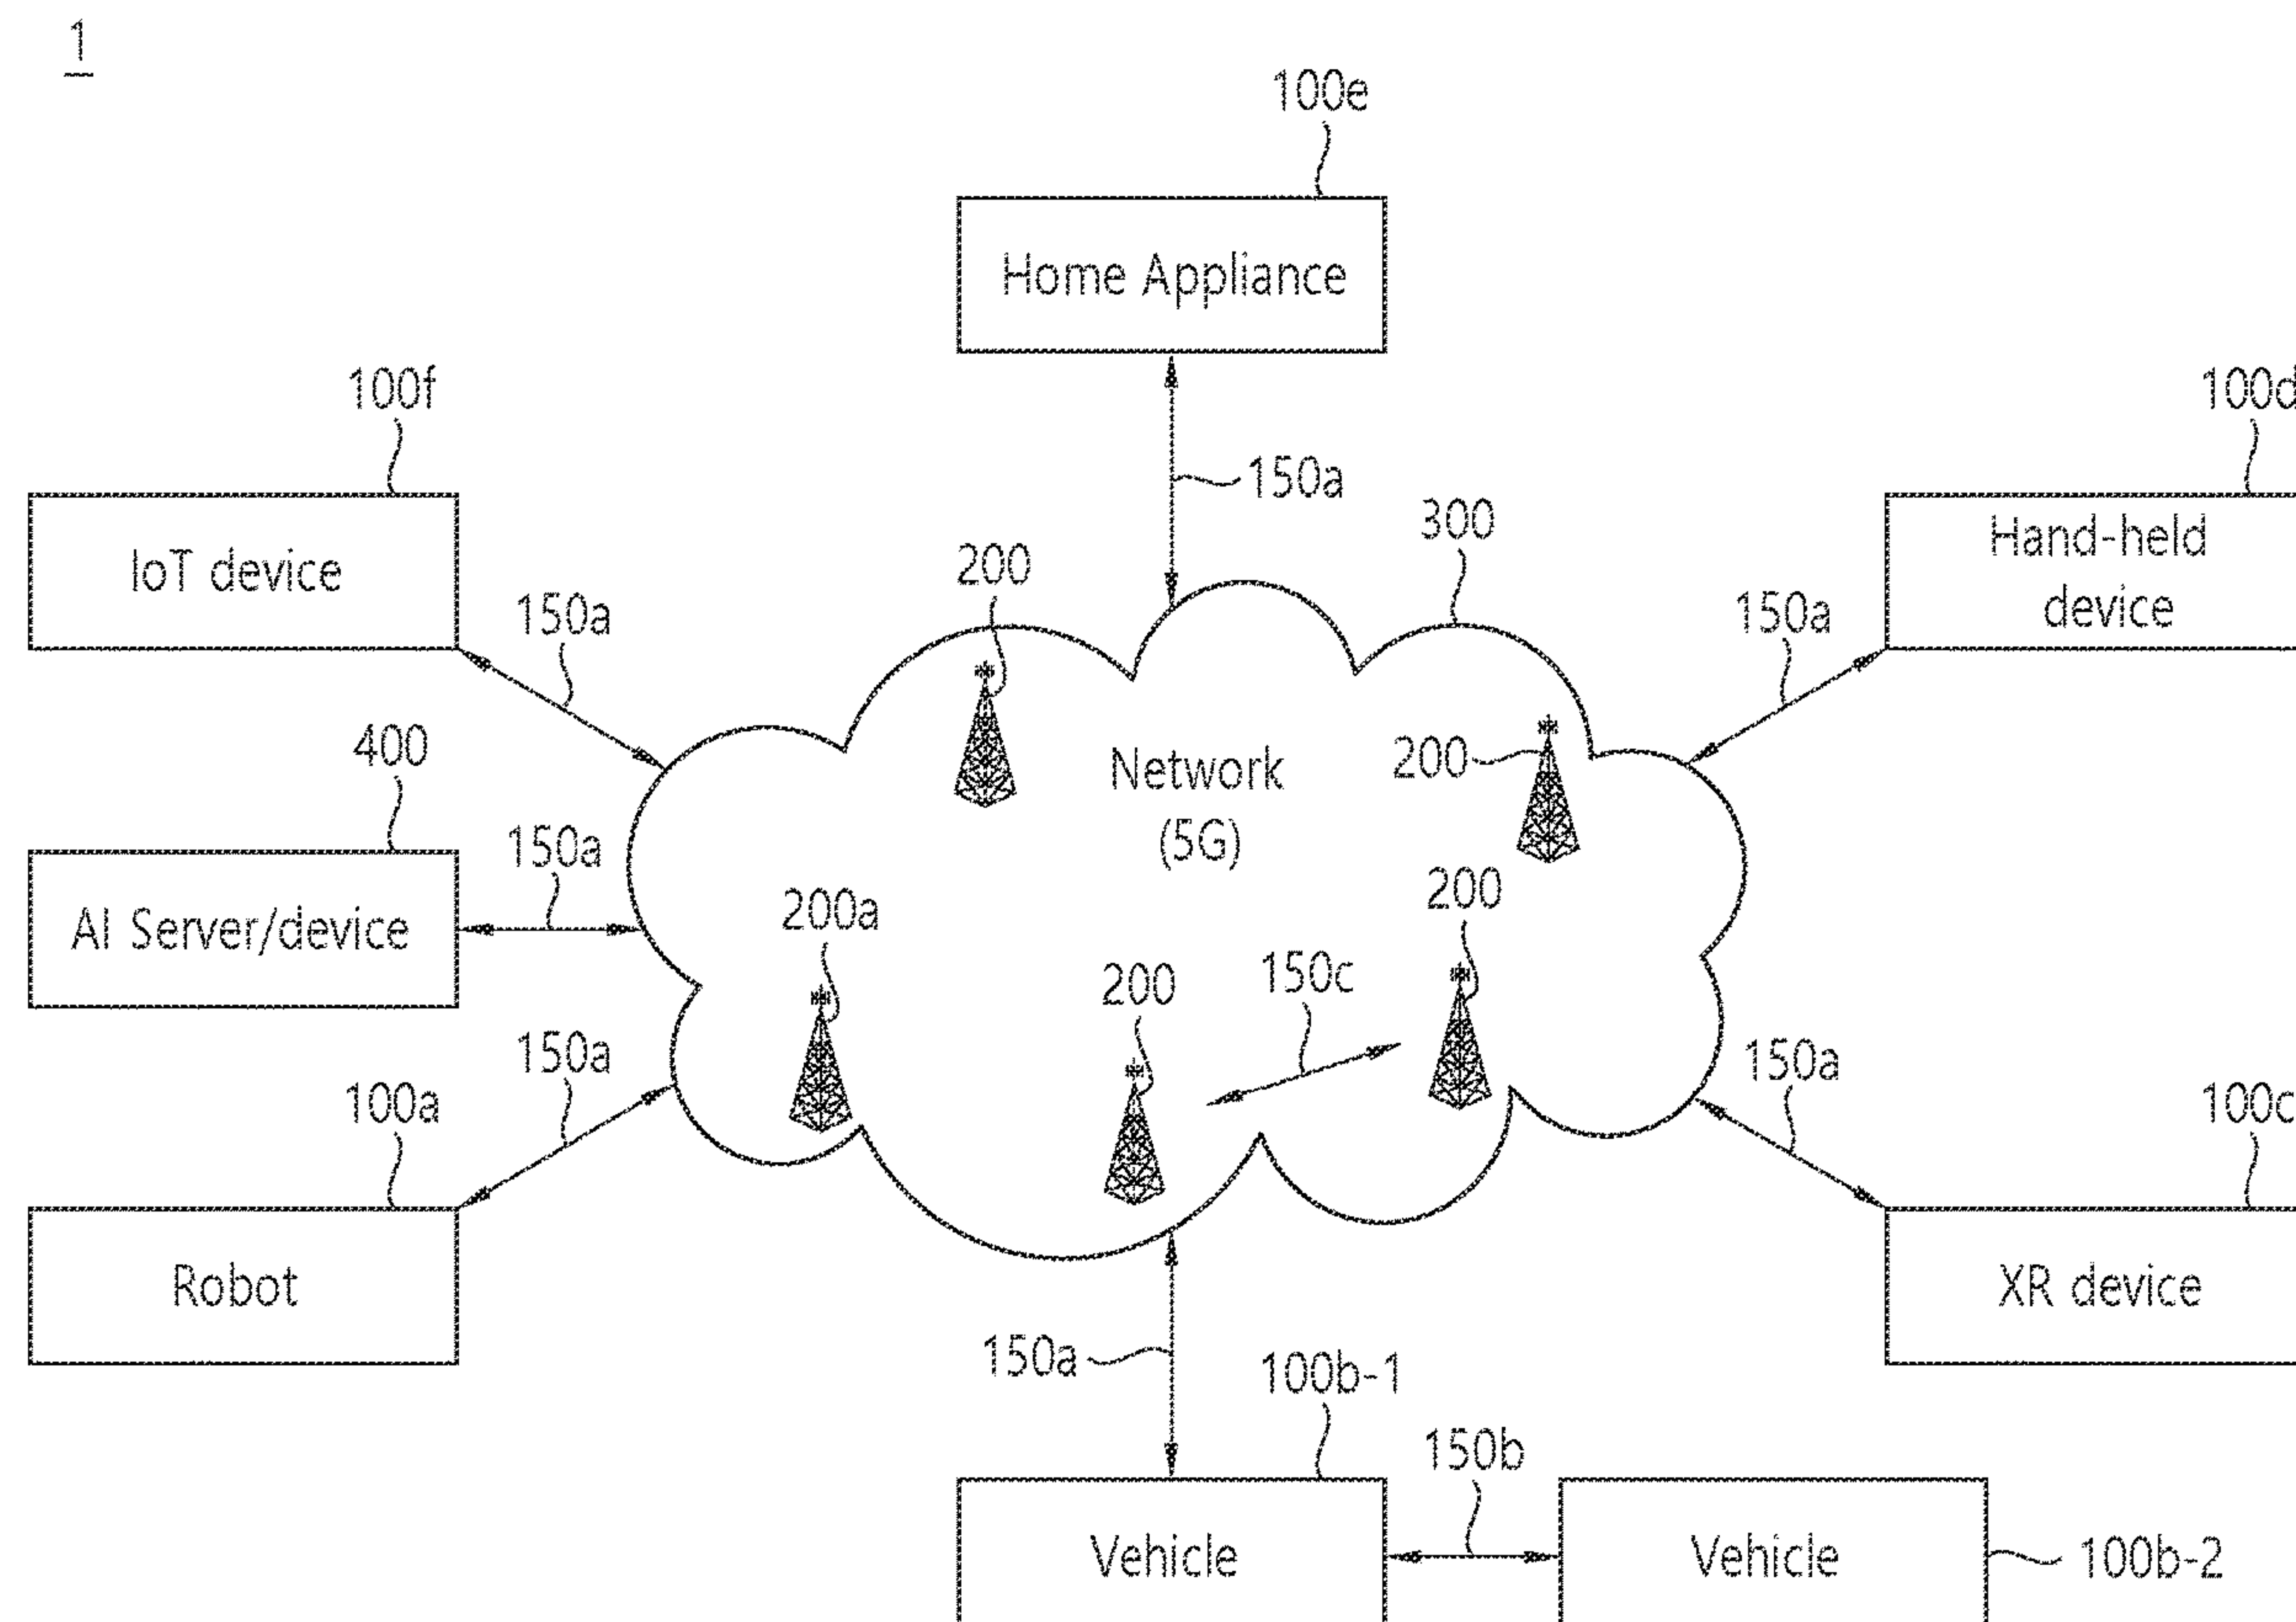 1
100e
Home Appliance
100f
100d
150a
300
IoT device
Hand-held
device
200
150a
150a
400
Network
(5G)
200
150a
200
AI Server/device
200a
150c
200
150a
150a
100a
100c
Robot
XR device
150a
100b-1
150b
Vehicle
Vehicle
100b-2